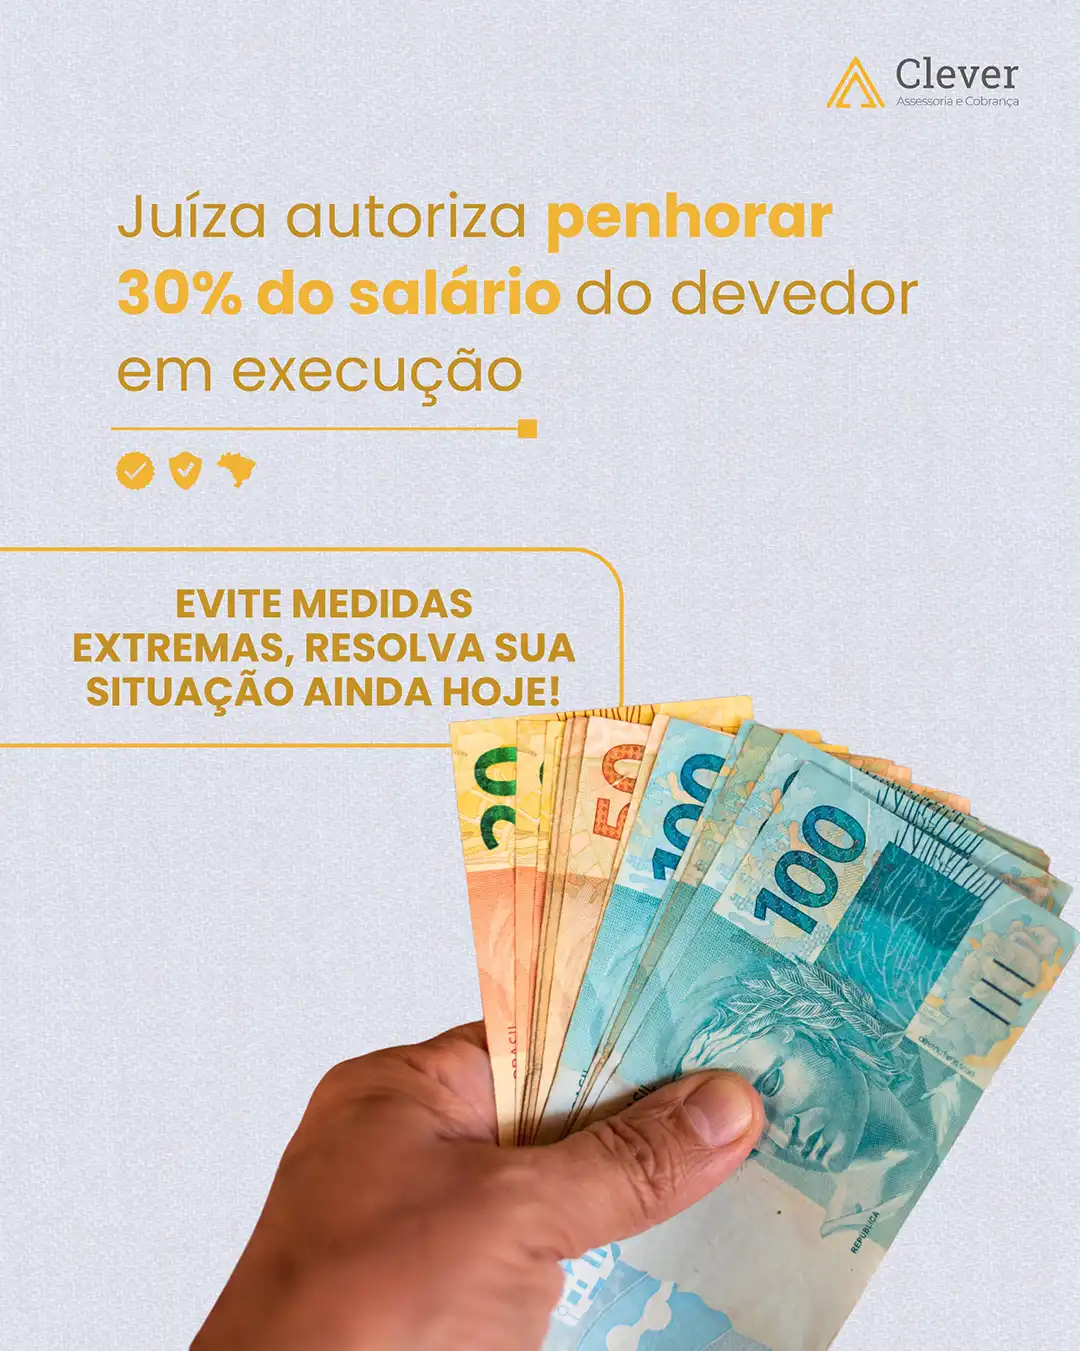 Clever
Assessoria e Cobrança
Juíza autoriza penhorar
30% do salário do devedor
em execução
EVITE MEDIDAS
EXTREMAS, RESOLVA SUA
SITUAÇÃO AINDA HOJE!
20
50
100
100
BRASIL
REPÚBLICA